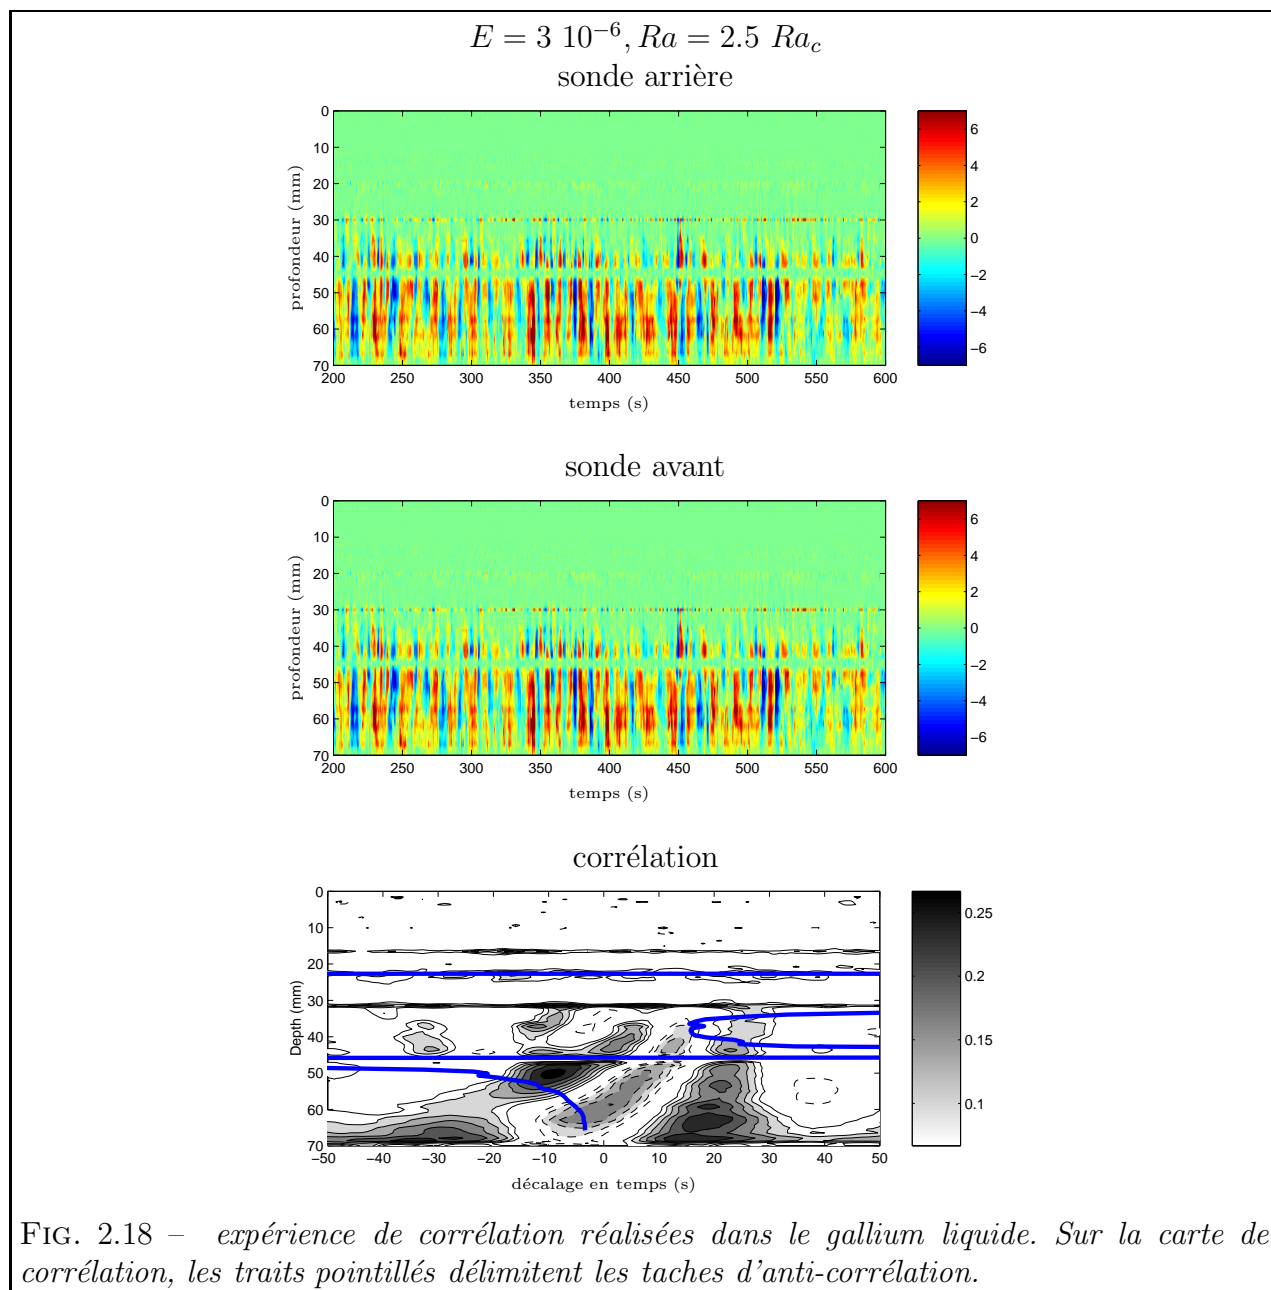 E = 3 10⁻⁶, Ra = 2.5 Ra_c
sonde arrière
0
10
20
30
40
50
60
70
profondeur (mm)
200 250 300 350 400 450 500 550 600
temps (s)
6
4
2
0
−2
−4
−6
sonde avant
0
10
20
30
40
50
60
70
profondeur (mm)
200 250 300 350 400 450 500 550 600
temps (s)
6
4
2
0
−2
−4
−6
corrélation
0
10
20
30
40
50
60
70
Depth (mm)
−50 −40 −30 −20 −10 0 10 20 30 40 50
décalage en temps (s)
0.25
0.2
0.15
0.1
FIG. 2.18 – expérience de corrélation réalisées dans le gallium liquide. Sur la carte de
corrélation, les traits pointillés délimitent les taches d'anti-corrélation.